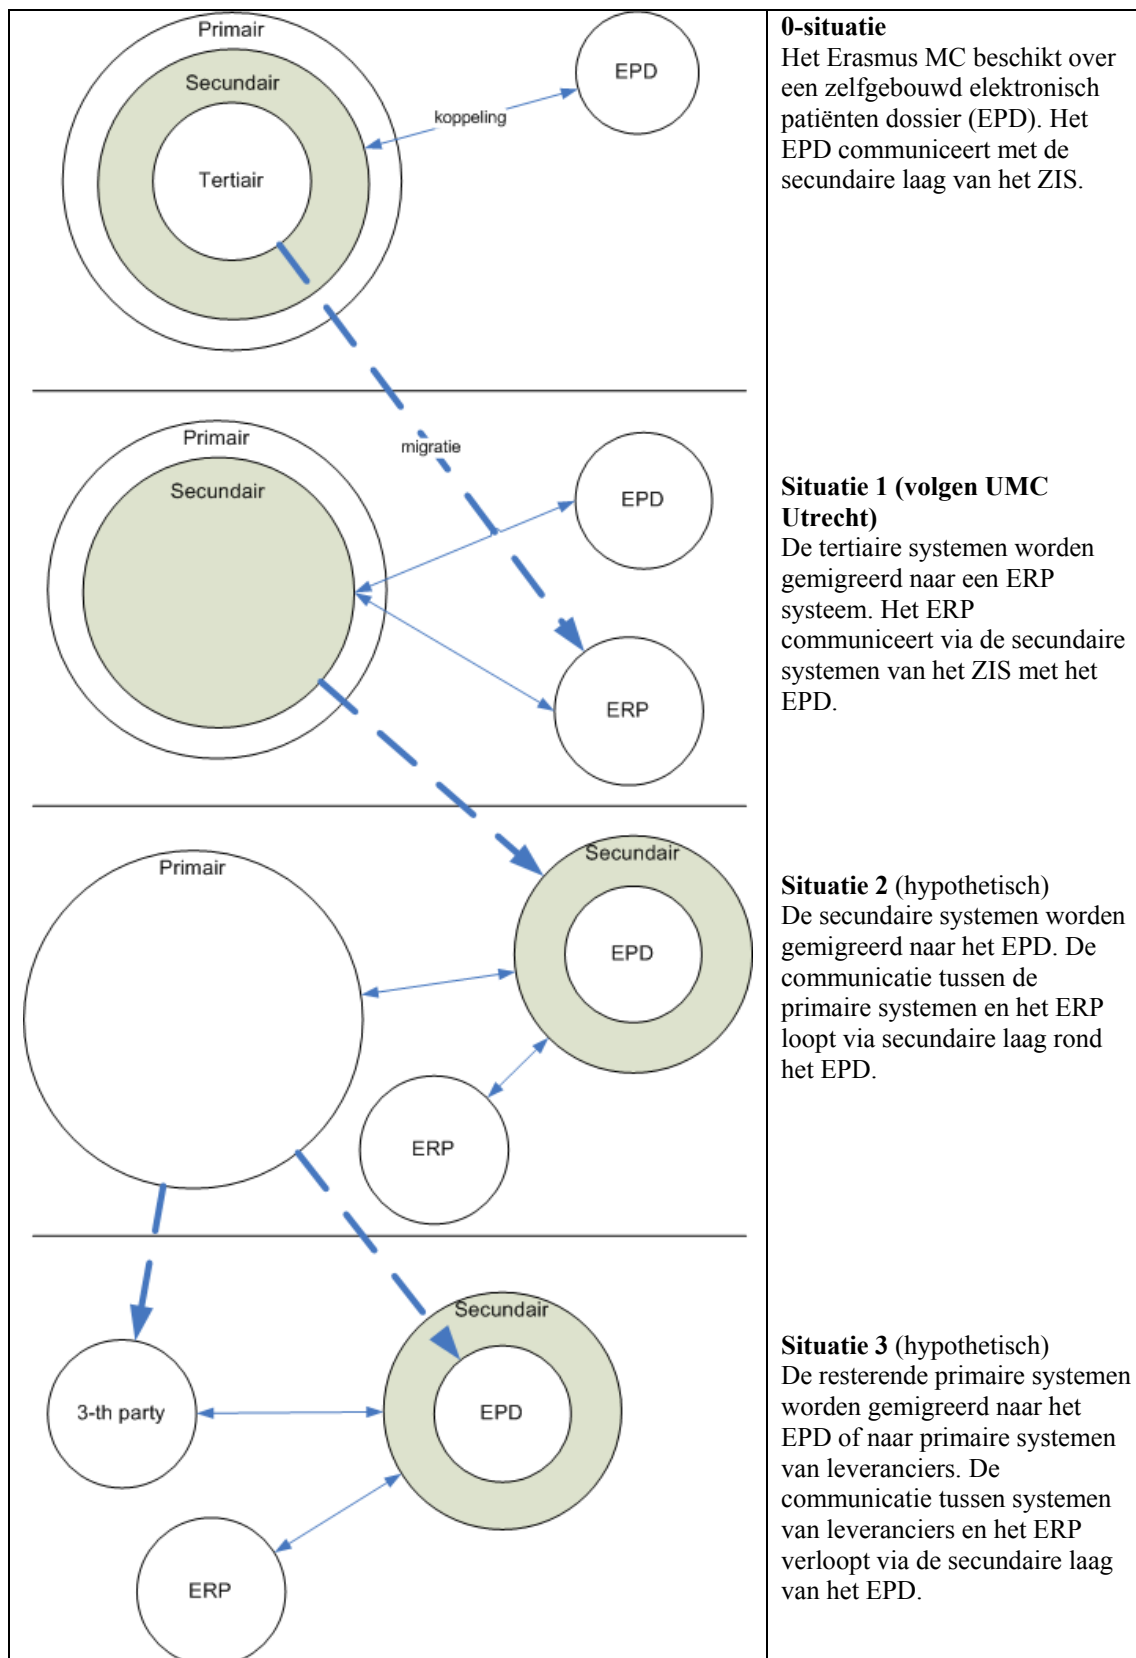 Primair
Secundair
Tertiair
koppeling
EPD
0-situatie
Het Erasmus MC beschikt over
een zelfgebouwd elektronisch
patiënten dossier (EPD). Het
EPD communiceert met de
secundaire laag van het ZIS.
Primair
Secundair
migratie
EPD
ERP
Situatie 1 (volgen UMC
Utrecht)
De tertiaire systemen worden
gemigreerd naar een ERP
systeem. Het ERP
communiceert via de secundaire
systemen van het ZIS met het
EPD.
Primair
Secundair
EPD
ERP
Situatie 2 (hypothetisch)
De secundaire systemen worden
gemigreerd naar het EPD. De
communicatie tussen de
primaire systemen en het ERP
loopt via secundaire laag rond
het EPD.
Secundair
3-th party
EPD
ERP
Situatie 3 (hypothetisch)
De resterende primaire systemen
worden gemigreerd naar het
EPD of naar primaire systemen
van leveranciers. De
communicatie tussen systemen
van leveranciers en het ERP
verloopt via de secundaire laag
van het EPD.